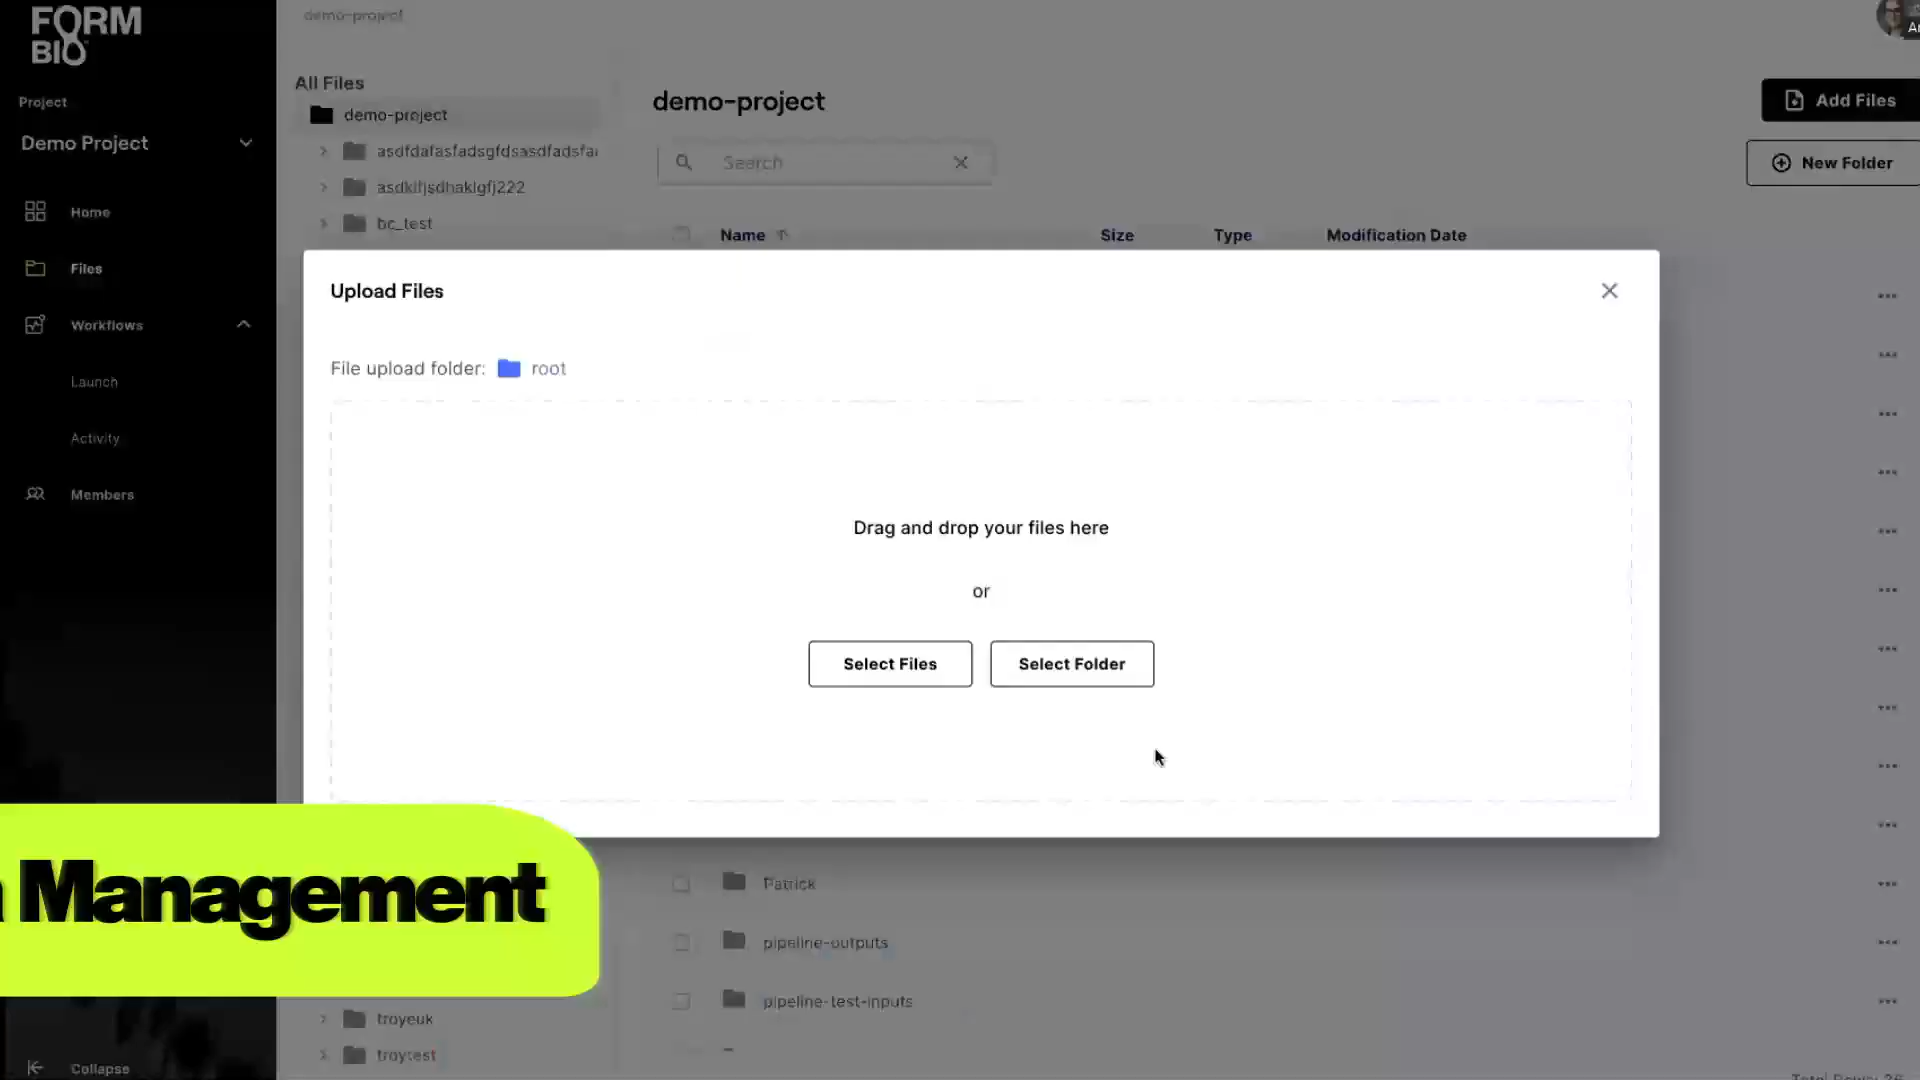 FORM
BIO
demo-project
Project
Demo Project
Home
Files
Workflows
Launch
Activity
Members
Collapse
All Files
demo-project
bc_test
troyeuk
troytest
demo-project
Search
Add Files
New Folder
Name
Size
Type
Modification Date
Upload Files
File upload folder: root
Drag and drop your files here
or
Select Files
Select Folder
Management
Patrick
pipeline-outputs
pipeline-test-inputs